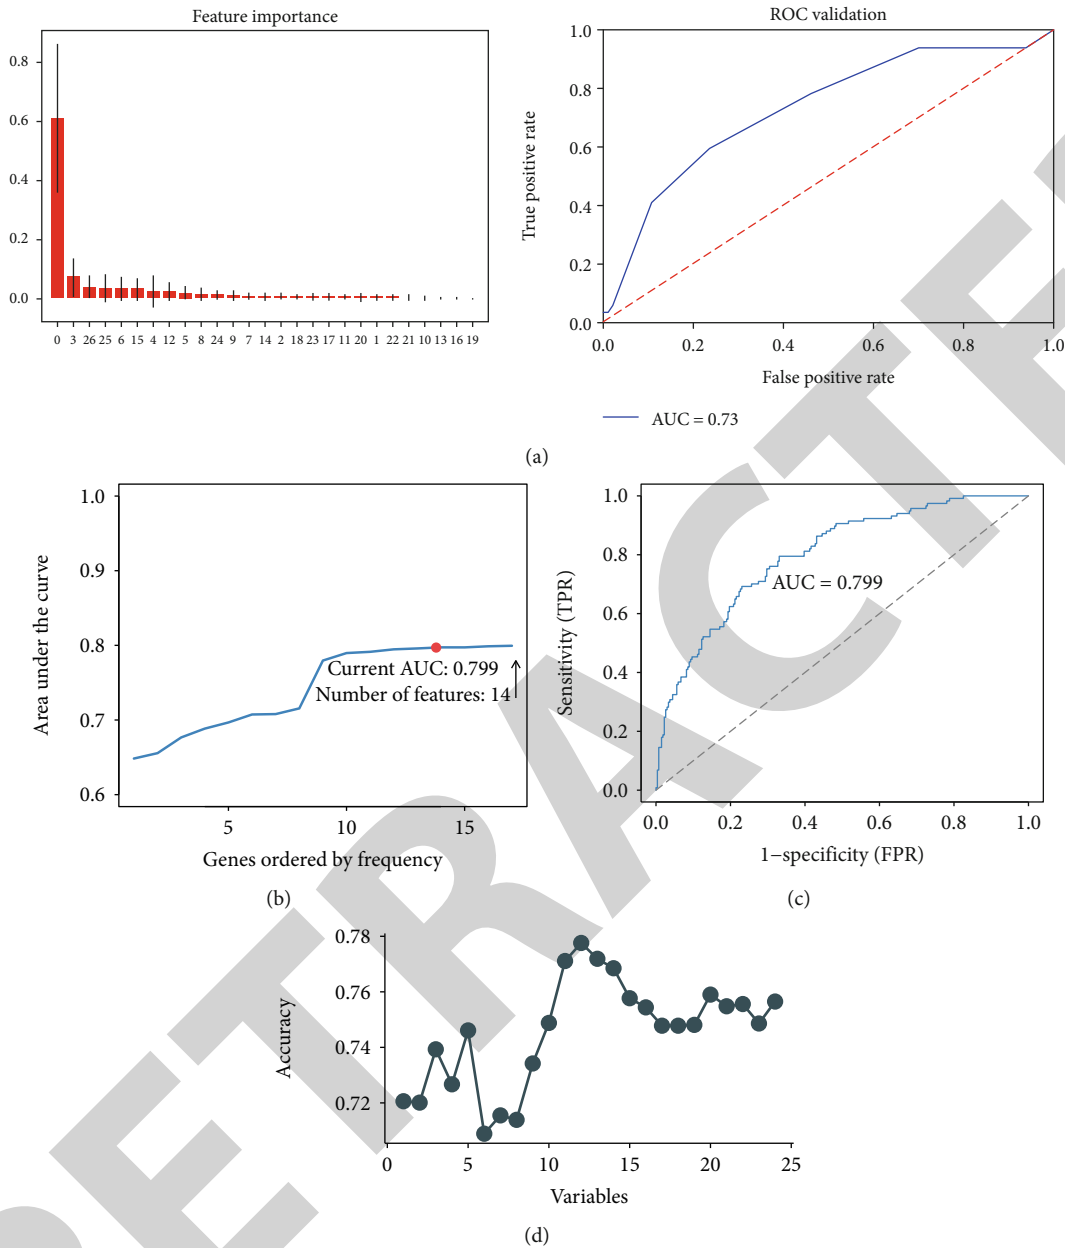 Feature importance
0.8
0.6
0.4
0.2
0.0
0 3 26 25 6 15 4 12 5 8 24 9 7 14 2 18 23 17 11 20 1 22 21 10 13 16 19
ROC validation
1.0
0.8
0.6
0.4
0.2
0.0
True positive rate
0.0 0.2 0.4 0.6 0.8 1.0
False positive rate
AUC = 0.73
(a)
1.0
0.9
0.8
0.7
0.6
Area under the curve
Current AUC: 0.799
Number of features: 14
5 10 15
Genes ordered by frequency
(b)
1.0
0.8
0.6
0.4
0.2
0.0
Sensitivity (TPR)
AUC = 0.799
0.0 0.2 0.4 0.6 0.8 1.0
1−specificity (FPR)
(c)
0.78
0.76
0.74
0.72
Accuracy
0 5 10 15 20 25
Variables
(d)
RETRACTE